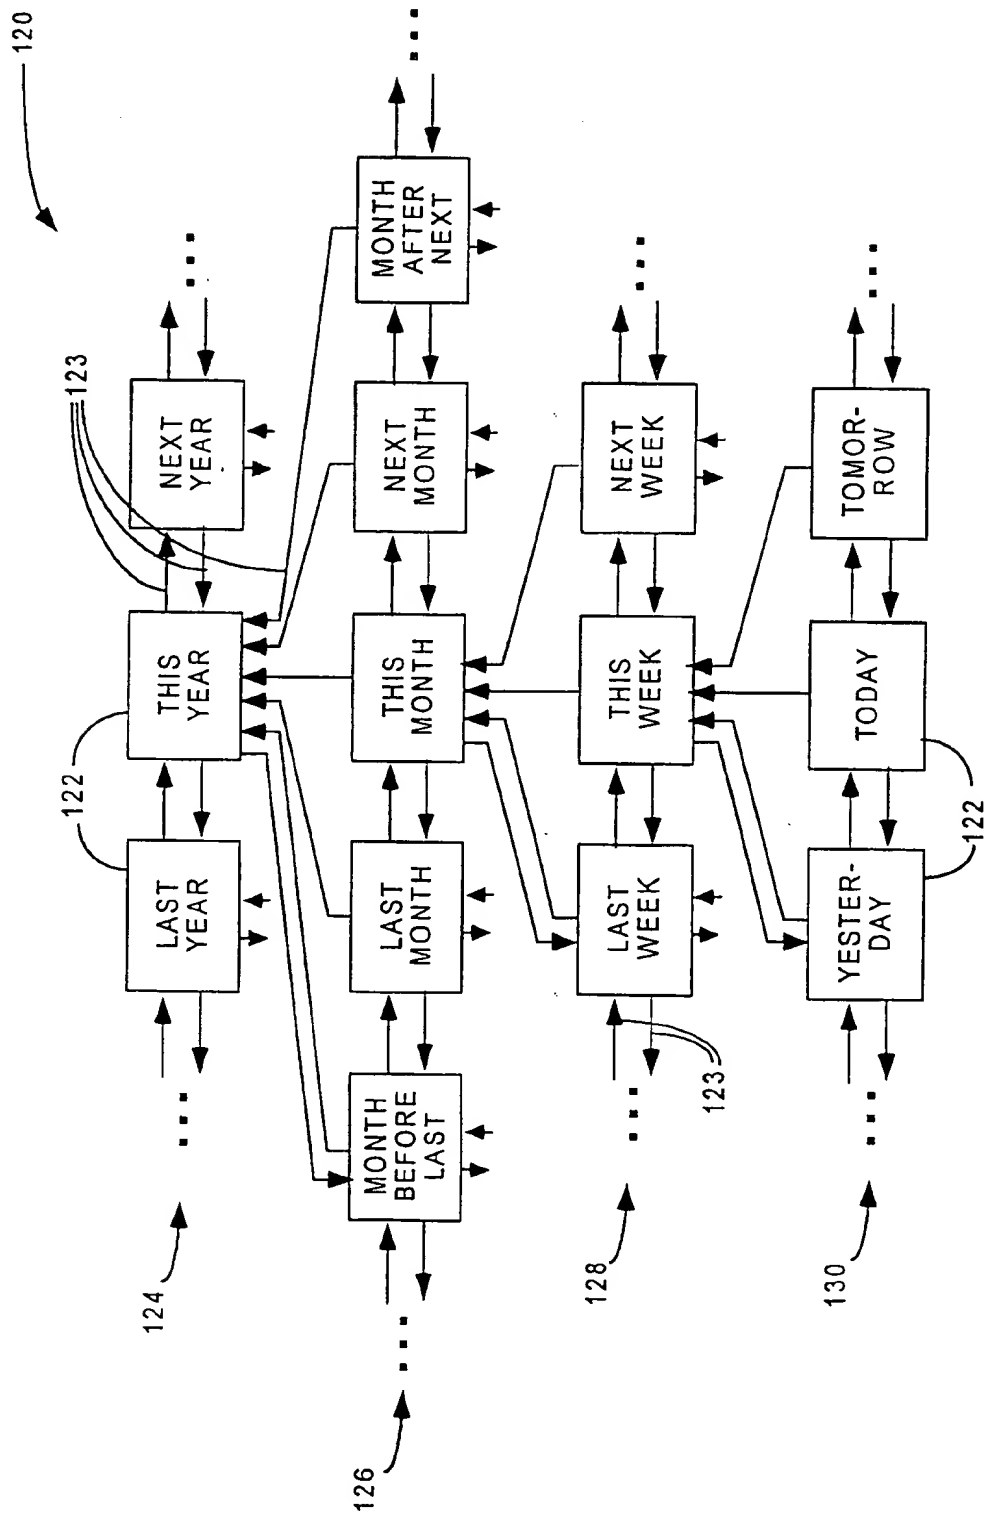 120
123
122
LAST
YEAR
THIS
YEAR
NEXT
YEAR
...
...
124
MONTH
BEFORE
LAST
LAST
MONTH
THIS
MONTH
NEXT
MONTH
MONTH
AFTER
NEXT
...
...
126
LAST
WEEK
THIS
WEEK
NEXT
WEEK
...
...
123
128
YESTER-
DAY
TODAY
TOMOR-
ROW
...
...
122
130